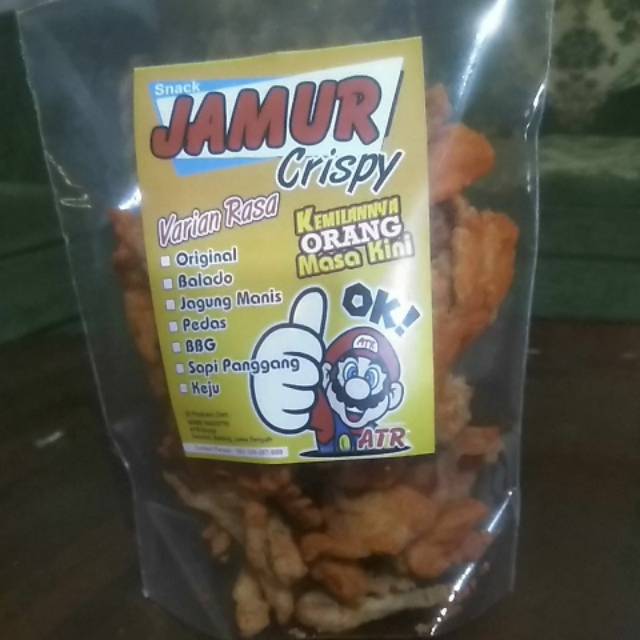 Snack
JAMUR
Crispy
Varian Rasa
Original
Balado
Jagung Manis
Pedas
BBG
Sapi Panggang
Keju
KEMILANNYA
ORANG
Masa Kini
OK!
ATR
ATR